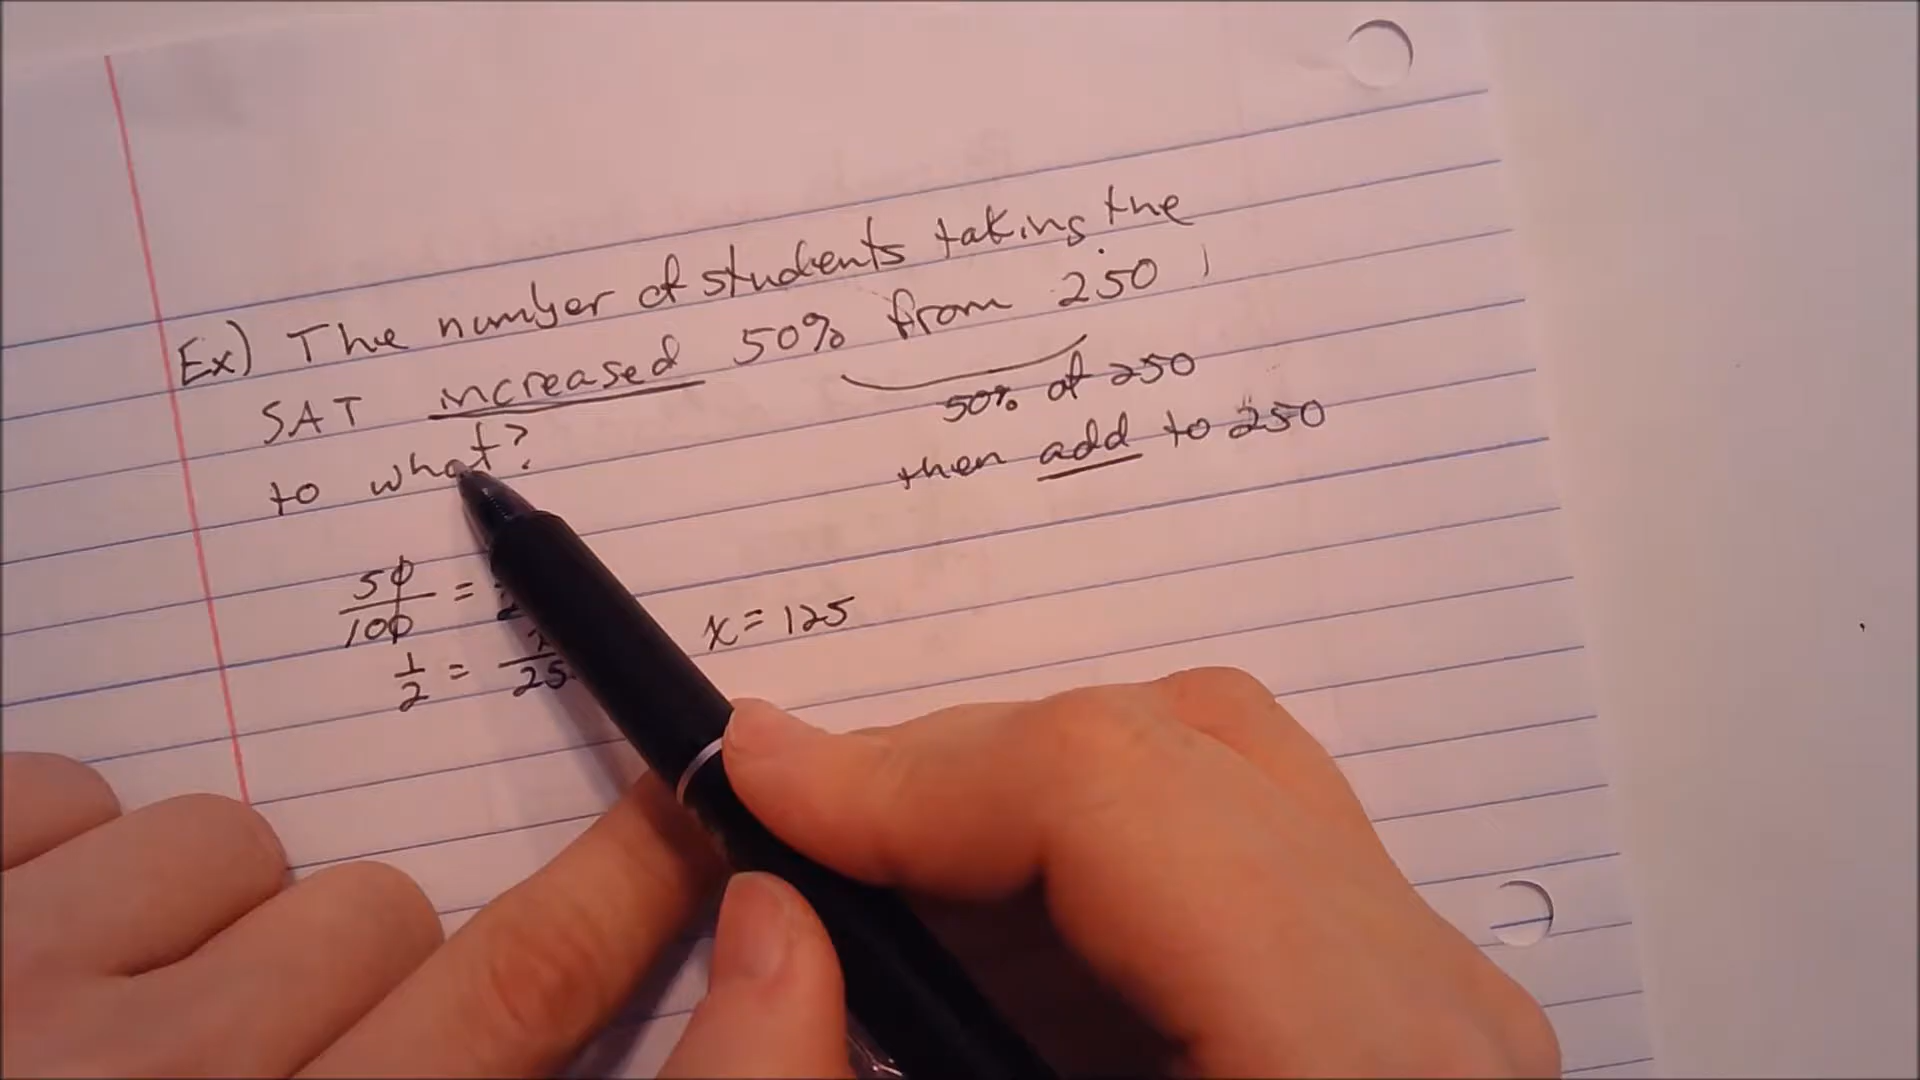 Ex) The number of students taking the
SAT increased 50% from 250
to what?
50% of 250
then add to 250
50/100 =
1/2 =
x = 125